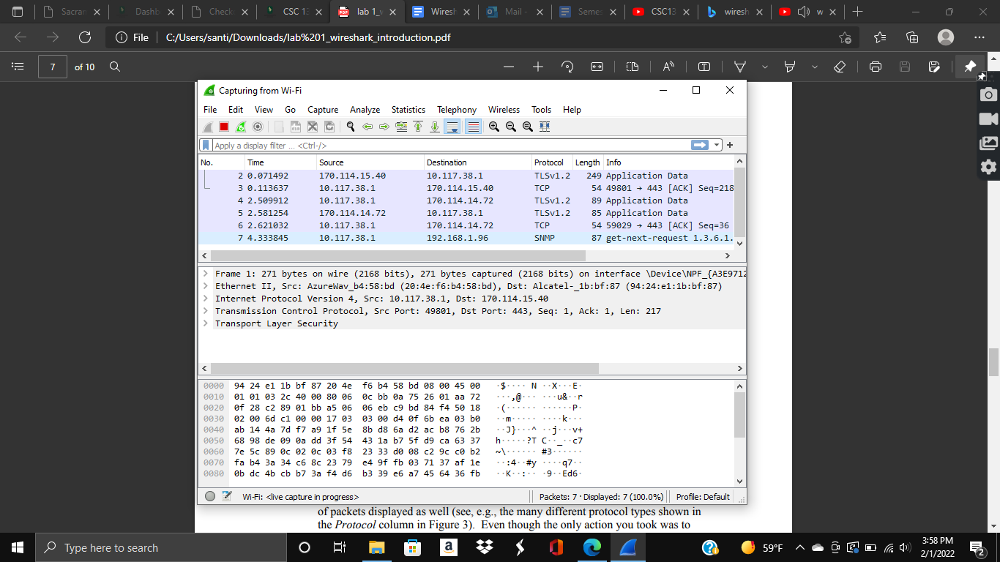 Sacram
Dashb
Checkr
CSC 13
lab 1_v
Wiresh
Mail -
Semes
CSC13
wiresh
w
File
C:/Users/santi/Downloads/lab%201_wireshark_introduction.pdf
7 of 10
Capturing from Wi-Fi
File Edit View Go Capture Analyze Statistics Telephony Wireless Tools Help
Apply a display filter ... <Ctrl-/>
No. Time Source Destination Protocol Length Info
2 0.071492 170.114.15.40 10.117.38.1 TLSv1.2 249 Application Data
3 0.113637 10.117.38.1 170.114.15.40 TCP 54 49801 → 443 [ACK] Seq=218
4 2.509912 10.117.38.1 170.114.14.72 TLSv1.2 89 Application Data
5 2.581254 170.114.14.72 10.117.38.1 TLSv1.2 85 Application Data
6 2.621032 10.117.38.1 170.114.14.72 TCP 54 59029 → 443 [ACK] Seq=36
7 4.333845 10.117.38.1 192.168.1.96 SNMP 87 get-next-request 1.3.6.1.
Frame 1: 271 bytes on wire (2168 bits), 271 bytes captured (2168 bits) on interface \Device\NPF_{A3E9712
Ethernet II, Src: AzureWav_b4:58:bd (20:4e:f6:b4:58:bd), Dst: Alcatel-_1b:bf:87 (94:24:e1:1b:bf:87)
Internet Protocol Version 4, Src: 10.117.38.1, Dst: 170.114.15.40
Transmission Control Protocol, Src Port: 49801, Dst Port: 443, Seq: 1, Ack: 1, Len: 217
Transport Layer Security
0000 94 24 e1 1b bf 87 20 4e f6 b4 58 bd 08 00 45 00 ·$···· N ··X···E·
0010 01 01 03 2c 40 00 80 06 0c bb 0a 75 26 01 aa 72 ···,@··· ···u&··r
0020 0f 28 c2 89 01 bb a5 06 06 eb c9 bd 84 f4 50 18 ·(······ ······P·
0030 02 00 6d c1 00 00 17 03 03 00 d4 0f 6b ea 03 b0 ··m····· ····k···
0040 ab 14 4a 7d f7 a9 1f 5e 8b d8 6a d2 ac b8 76 2b ··J}···^ ··j···v+
0050 68 98 de 09 0a dd 3f 54 43 1a b7 5f d9 ca 63 37 h·····?T C··_··c7
0060 7e 5c 89 0c 02 0c 03 f8 23 33 d0 08 c2 9c c0 b2 ~\······ #3······
0070 fa b4 3a 34 c6 8c 23 79 e4 9f fb 03 71 37 af 1e ··:4··#y ····q7··
0080 0b dc 4b cb b7 3a f4 d6 b3 39 e6 a7 45 64 36 fb ··K··:·· ·9··Ed6·
Wi-Fi: <live capture in progress> Packets: 7 · Displayed: 7 (100.0%) Profile: Default
of packets displayed as well (see, e.g., the many different protocol types shown in
the Protocol column in Figure 3). Even though the only action you took was to
Type here to search
59°F
3:58 PM
2/1/2022
2